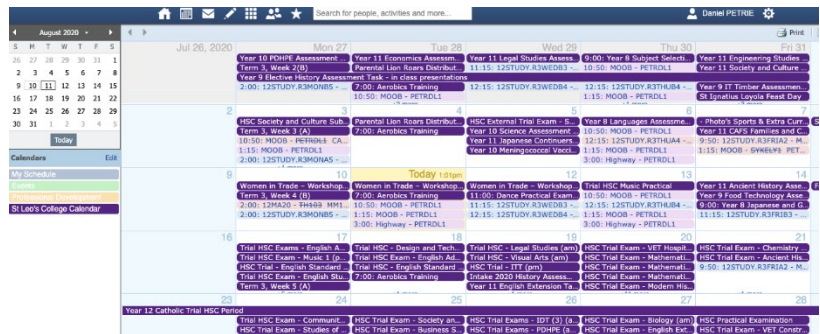 Search for people, activities and more...
Daniel PETRIE
August 2020
Print
S M T W T F S
26 27 28 29 30 31 1
2 3 4 5 6 7 8
9 10 11 12 13 14 15
16 17 18 19 20 21 22
23 24 25 26 27 28 29
30 31 1 2 3 4 5
Today
Calendars Edit
My Schedule
Events
Professional Development
St Leo's College Calendar
Jul 26, 2020 Mon 27 Tue 28 Wed 29 Thu 30 Fri 31
Year 10 PDHPE Assessment ... Year 11 Economics Assessm... Year 11 Legal Studies Assess... 9:00: Year 8 Subject Selecti... Year 11 Engineering Studies
Term 3, Week 2(B) Parental Lion Roars Distribut... 11:15: 12STUDY.R3WEDB3 - ... 10:50: MOOB - PETRDL1 Year 11 Society and Culture
Year 9 Elective History Assessment Task - in class presentations
2:00: 12STUDY.R3MONB5 - ... 7:00: Aerobics Training 12:15: 12STUDY.R3THUB4 - ... Year 9 IT Timber Assessmen...
10:50: MOOB - PETRDL1 1:15: MOOB - PETRDL1 St Ignatius Loyola Feast Day
2 3 4 5 6 7
HSC Society and Culture Sub... Parental Lion Roars Distribut... HSC External Trial Exam - S... Year 8 Languages Assessme... - Photo's Sports & Extra Curr...
Term 3, Week 3 (A) 7:00: Aerobics Training Year 10 Science Assessment 10:50: MOOB - PETRDL1 Year 11 CAFS Families and C...
10:50: MOOB - PETRDL1 CA... Year 11 Japanese Continuers... 12:15: 12STUDY.R3THUA4 - ... 9:50: 12STUDY.R3FRIA2 - M...
1:15: MOOB - PETRDL1 Year 10 Meningococcal Vacci... 1:15: MOOB - PETRDL1 1:15: MOOB - SYKELY1 PET...
2:00: 12STUDY.R3MONA5 - ... 3:00: Highway - PETRDL1
9 10 Today 1:01pm 12 13 14
Women in Trade - Workshop... Women in Trade - Workshop... Women in Trade - Workshop... Trial HSC Music Practical Year 11 Ancient History Asse...
Term 3, Week 4 (B) 7:00: Aerobics Training 11:00: Dance Practical Exam... 10:50: MOOB - PETRDL1 Year 9 Food Technology Asse...
2:00: 12MA20 - TH103 MM1... 10:50: MOOB - PETRDL1 12:15: 12STUDY.R3WEDB3 - ... 12:15: 12STUDY.R3THUB4 - ... 9:00: Year 8 Japanese and G...
2:00: 12STUDY.R3MONB5 - ... 1:15: MOOB - PETRDL1 12:15: 12STUDY.R3WEDB4 - ... 1:15: MOOB - PETRDL1 11:15: 12STUDY.R3FRIB3 - ...
3:00: Highway - PETRDL1 3:00: Highway - PETRDL1
16 17 18 19 20 21
Trial HSC Exams - English A... Trial HSC - Design and Tech... Trial HSC - Legal Studies (am) HSC Trial Exam - VET Hospit... HSC Trial Exam - Chemistry
HSC Trial Exam - Music 1 (p... HSC Trial Exam - English Ad... Trial HSC - Visual Arts (am) HSC Trial Exam - Mathemati... HSC Trial Exam - Ancient His...
HSC Trial - English Standard HSC Trial - English Standard HSC Trial - ITT (pm) HSC Trial Exam - Mathemati... 9:50: 12STUDY.R3FRIA2 - M...
HSC Trial Exam - English Stu... 7:00: Aerobics Training Intake 2020 History Assess... HSC Trial Exam - Mathemati...
Term 3, Week 5 (A) Year 11 English Extension Ta... HSC Trial Exam - Modern His...
23 24 25 26 27 28
Year 12 Catholic Trial HSC Period
HSC Trial Exam - Communit... HSC Trial Exam - Society an... HSC Trial Exams - IDT (3) (a... HSC Trial Exam - Biology (am) HSC Practical Examination
HSC Trial Exam - Studies of ... HSC Trial Exam - Business S... HSC Trial Exam - PDHPE (a... HSC Trial Exam - English Ext... HSC Trial Exam - VET Constr...